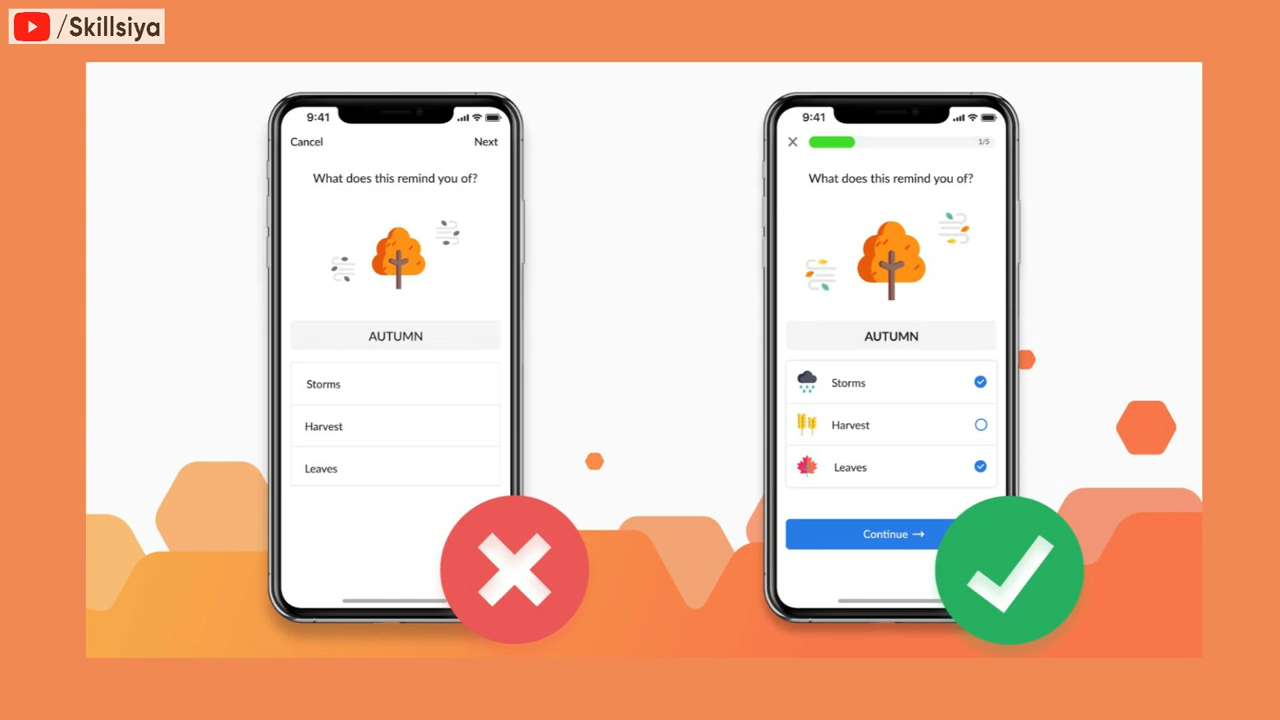 /Skillsiya
9:41
Cancel Next
What does this remind you of?
AUTUMN
Storms
Harvest
Leaves
9:41
1/5
What does this remind you of?
AUTUMN
Storms
Harvest
Leaves
Continue →